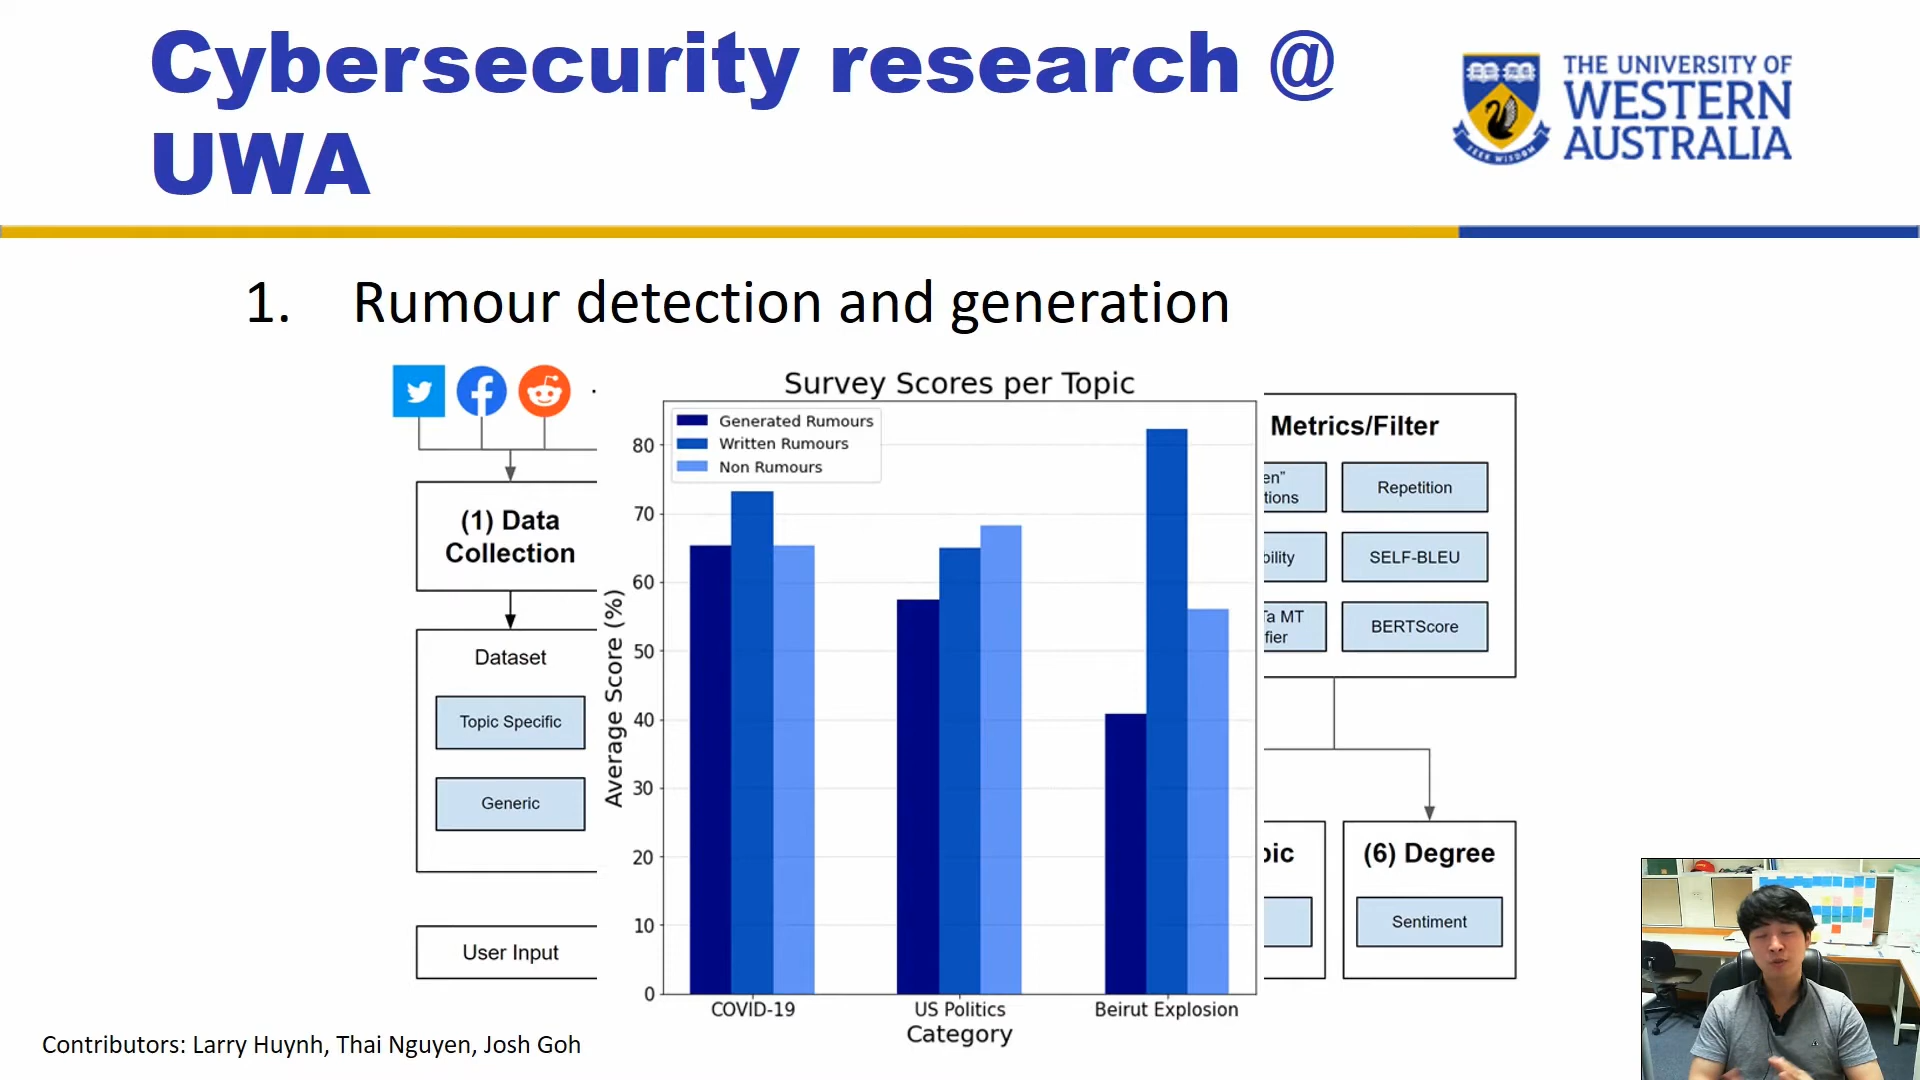 Cybersecurity research @
UWA
THE UNIVERSITY OF
WESTERN
AUSTRALIA
SEEK WISDOM
1. Rumour detection and generation
Survey Scores per Topic
Generated Rumours
Written Rumours
Non Rumours
80
70
60
50
40
30
20
10
0
Average Score (%)
COVID-19
US Politics
Beirut Explosion
Category
(1) Data
Collection
Dataset
Topic Specific
Generic
User Input
Metrics/Filter
en”
tions
Repetition
bility
SELF-BLEU
Ta MT
fier
BERTScore
pic
(6) Degree
Sentiment
Contributors: Larry Huynh, Thai Nguyen, Josh Goh